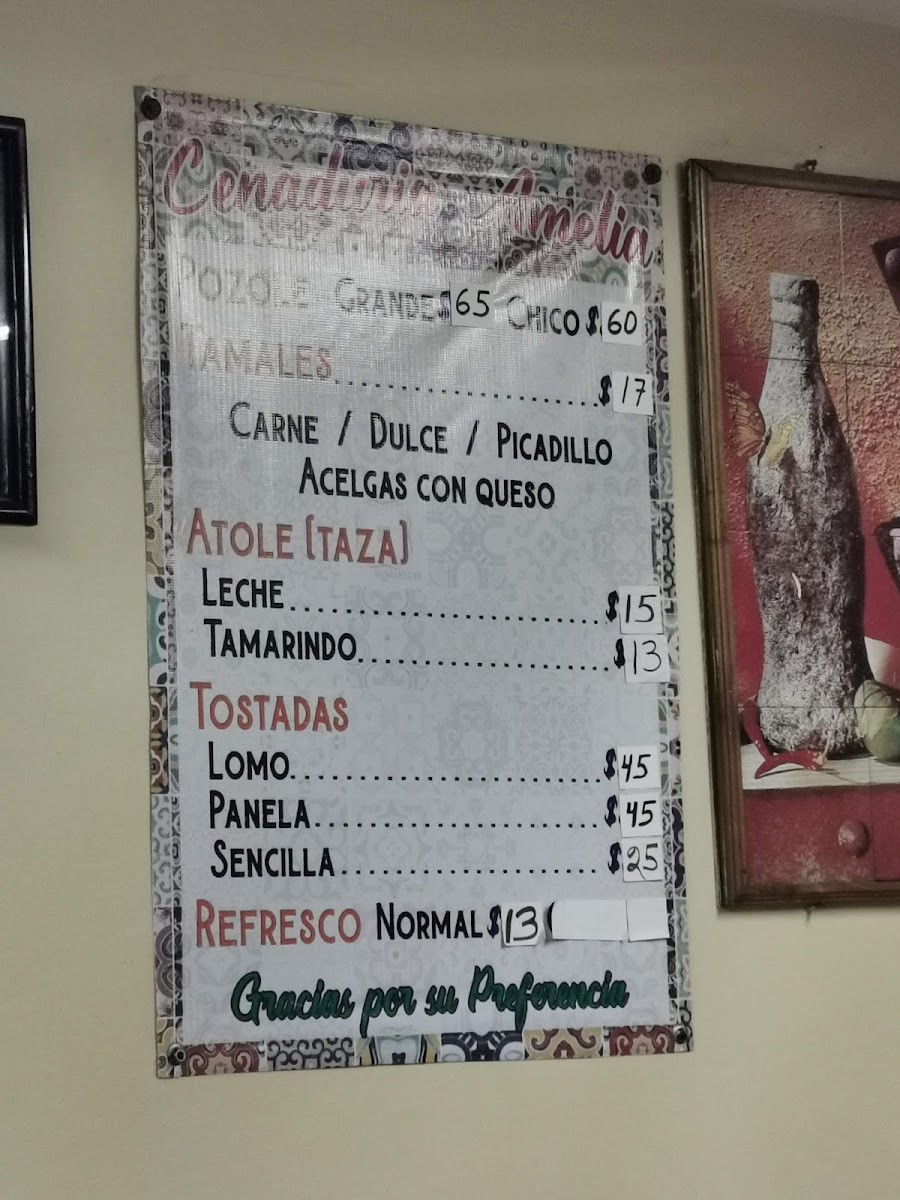 Cenaduria Amelia
POZOLE GRANDE $65 CHICO $60
TAMALES..............................$17
CARNE / DULCE / PICADILLO
ACELGAS CON QUESO
ATOLE (TAZA)
LECHE..............................$15
TAMARINDO..............................$13
TOSTADAS
LOMO..............................$45
PANELA..............................$45
SENCILLA..............................$25
REFRESCO NORMAL $13 (
Gracias por su Preferencia